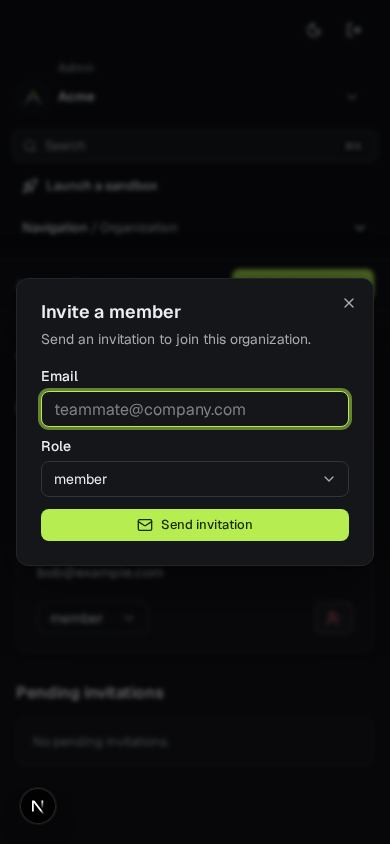 Admin
Acme
Search
Launch a sandbox
Navigation / Organization
Invite a member
Send an invitation to join this organization.
Email
teammate@company.com
Role
member
Send invitation
bob@example.com
member
Pending invitations
No pending invitations.
N